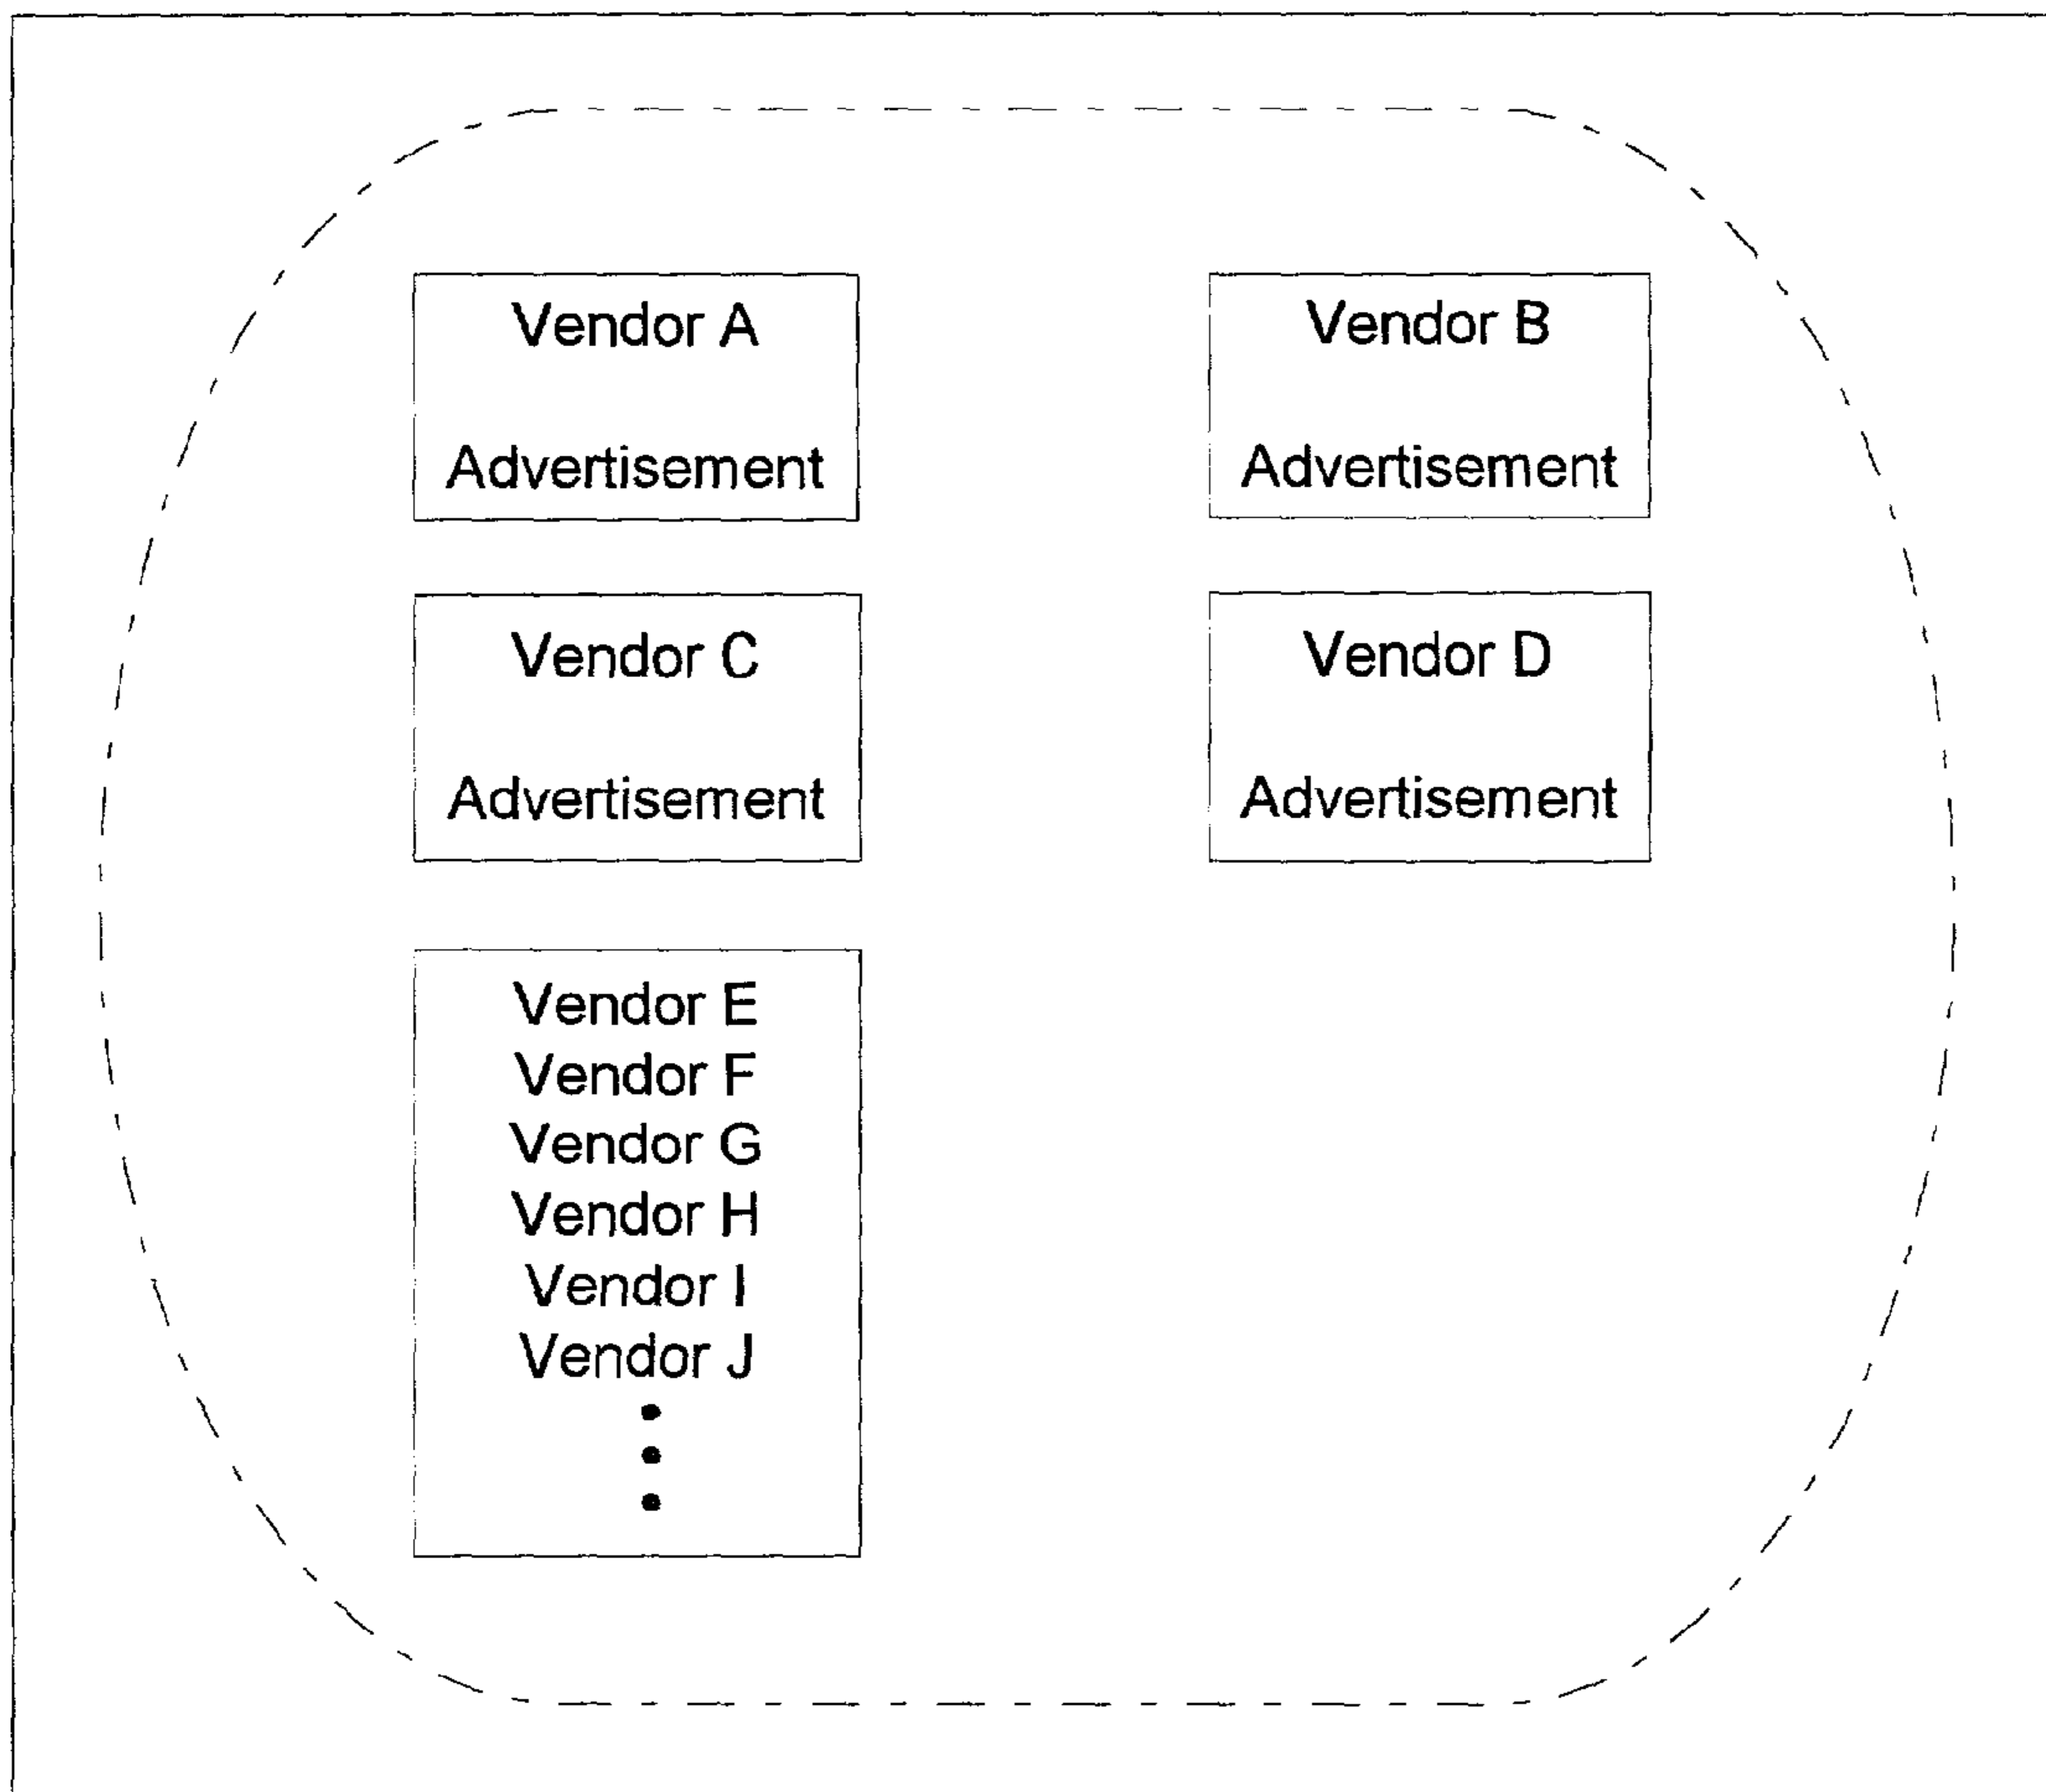 Vendor A
Advertisement
Vendor B
Advertisement
Vendor C
Advertisement
Vendor D
Advertisement
Vendor E
Vendor F
Vendor G
Vendor H
Vendor I
Vendor J